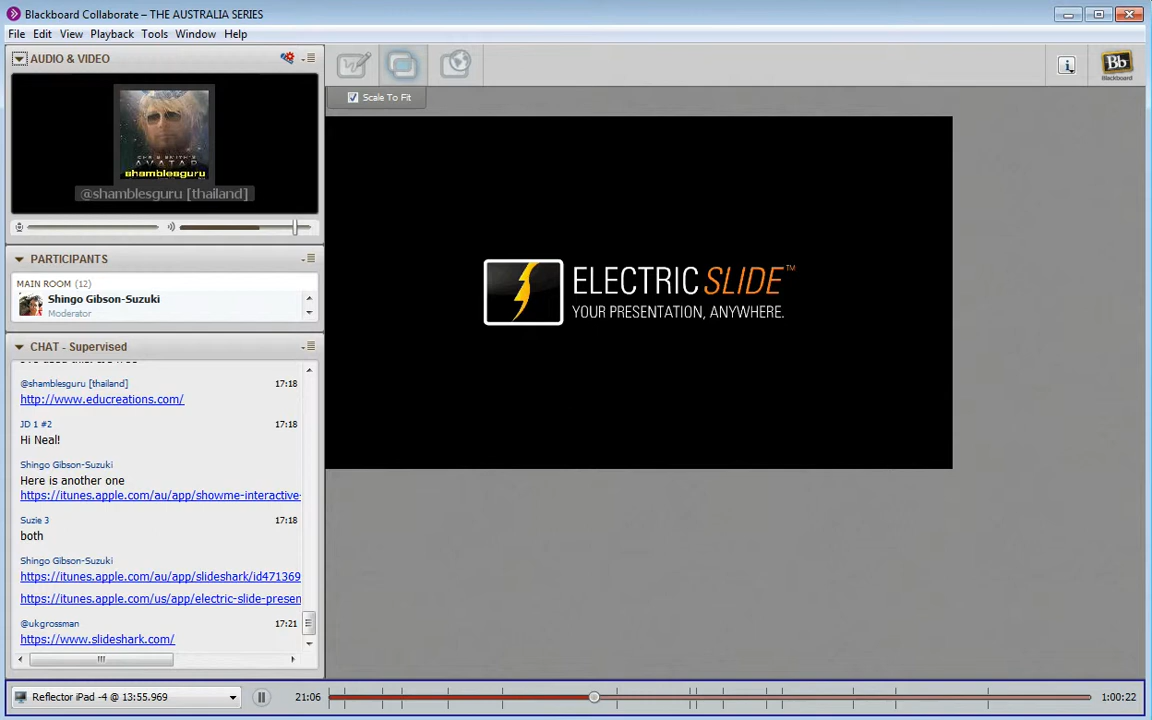 Blackboard Collaborate – THE AUSTRALIA SERIES
File Edit View Playback Tools Window Help
AUDIO & VIDEO
Scale To Fit
Bb
Blackboard
CHRIS SMITH'S
AVATAR
shamblesguru
@shamblesguru [thailand]
PARTICIPANTS
MAIN ROOM (12)
Shingo Gibson-Suzuki
Moderator
CHAT - Supervised
@shamblesguru [thailand] 17:18
http://www.educreations.com/
JD 1 #2 17:18
Hi Neal!
Shingo Gibson-Suzuki
Here is another one
https://itunes.apple.com/au/app/showme-interactive-
Suzie 3 17:18
both
Shingo Gibson-Suzuki
https://itunes.apple.com/au/app/slideshark/id471369
https://itunes.apple.com/us/app/electric-slide-presen
@ukgrossman 17:21
https://www.slideshark.com/
ELECTRIC SLIDE™
YOUR PRESENTATION, ANYWHERE.
Reflector iPad -4 @ 13:55.969 21:06 1:00:22